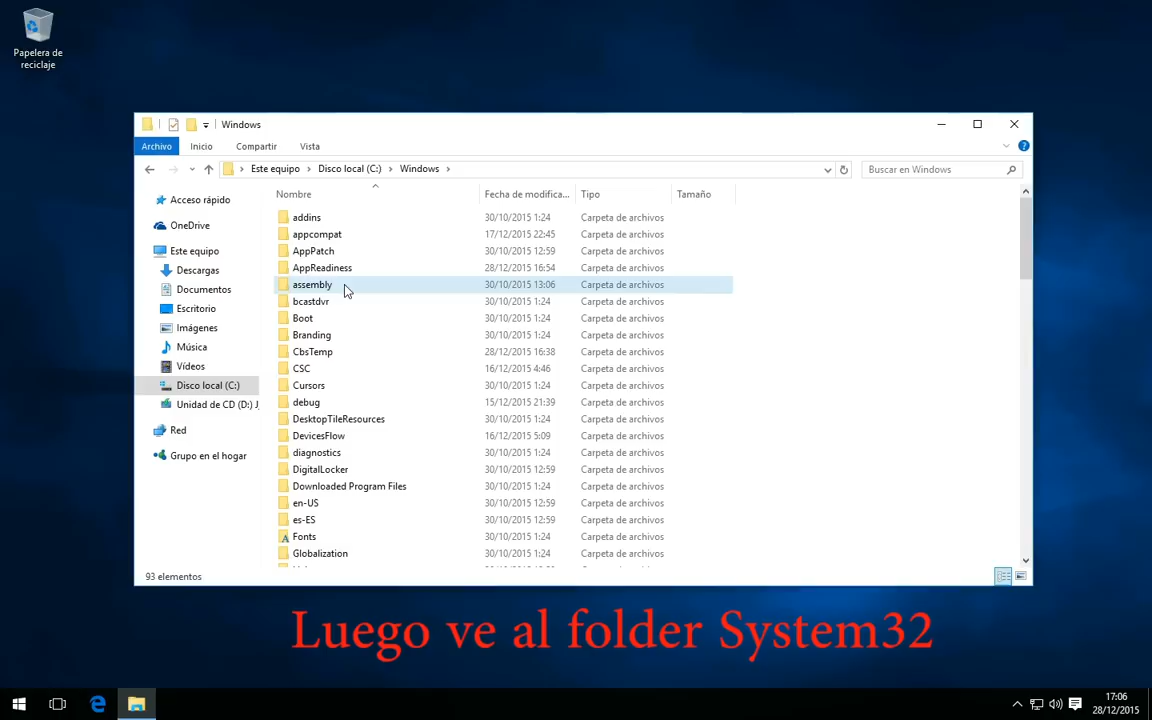 Papelera de
reciclaje
Windows
Archivo Inicio Compartir Vista
Este equipo Disco local (C:) Windows
Buscar en Windows
Nombre Fecha de modifica... Tipo Tamaño
Acceso rápido
OneDrive
Este equipo
Descargas
Documentos
Escritorio
Imágenes
Música
Vídeos
Disco local (C:)
Unidad de CD (D:) J
Red
Grupo en el hogar
addins 30/10/2015 1:24 Carpeta de archivos
appcompat 17/12/2015 22:45 Carpeta de archivos
AppPatch 30/10/2015 12:59 Carpeta de archivos
AppReadiness 28/12/2015 16:54 Carpeta de archivos
assembly 30/10/2015 13:06 Carpeta de archivos
bcastdvr 30/10/2015 1:24 Carpeta de archivos
Boot 30/10/2015 1:24 Carpeta de archivos
Branding 30/10/2015 1:24 Carpeta de archivos
CbsTemp 28/12/2015 16:38 Carpeta de archivos
CSC 16/12/2015 4:46 Carpeta de archivos
Cursors 30/10/2015 1:24 Carpeta de archivos
debug 15/12/2015 21:39 Carpeta de archivos
DesktopTileResources 30/10/2015 1:24 Carpeta de archivos
DevicesFlow 16/12/2015 5:09 Carpeta de archivos
diagnostics 30/10/2015 1:24 Carpeta de archivos
DigitalLocker 30/10/2015 12:59 Carpeta de archivos
Downloaded Program Files 30/10/2015 1:24 Carpeta de archivos
en-US 30/10/2015 12:59 Carpeta de archivos
es-ES 30/10/2015 12:59 Carpeta de archivos
Fonts 30/10/2015 1:24 Carpeta de archivos
Globalization 30/10/2015 1:24 Carpeta de archivos
93 elementos
Luego ve al folder System32
17:06
28/12/2015